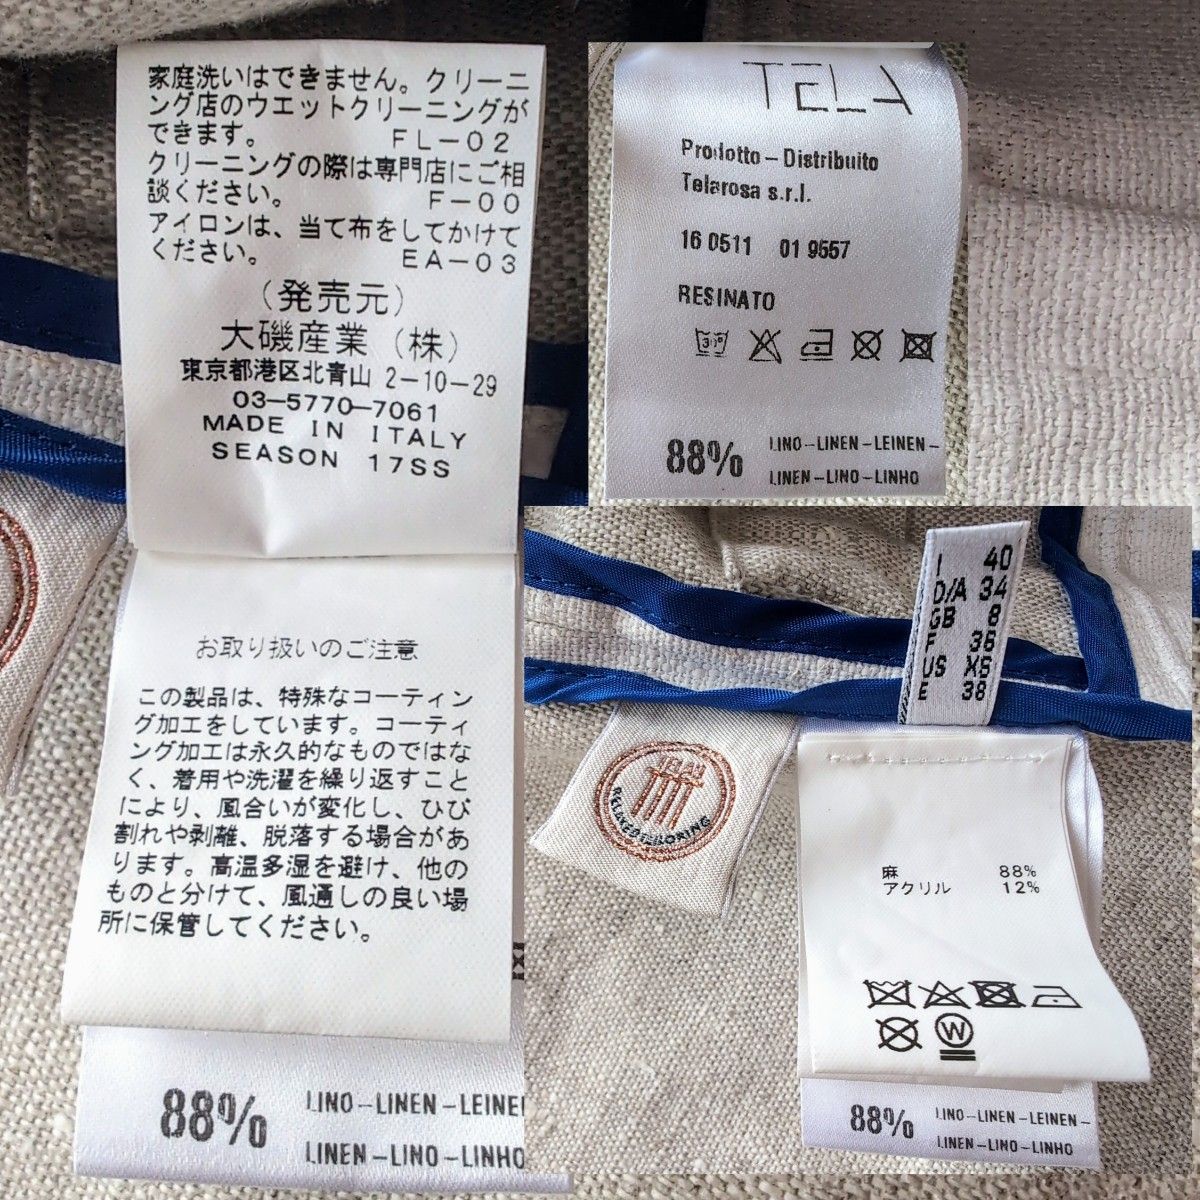 家庭洗いはできません。クリーニ
ング店のウエットクリーニングが
できます。 FL-02
クリーニングの際は専門店にご相
談ください。 F-00
アイロンは、当て布をしてかけて
ください。 EA-03
(発売元)
大磯産業(株)
東京都港区北青山 2-10-29
03-5770-7061
MADE IN ITALY
SEASON 17SS
お取り扱いのご注意
この製品は、特殊なコーティン
グ加工をしています。コーティ
ング加工は永久的なものではな
く、着用や洗濯を繰り返すこと
により、風合いが変化し、ひび
割れや剥離、脱落する場合があ
ります。高温多湿を避け、他の
ものと分けて、風通しの良い場
所に保管してください。
88% LINO-LINEN-LEINEN
LINEN-LINO-LINHO
TELA
Prodotto - Distribuito
Telarosa s.r.l.
16 0511 01 9557
RESINATO
30°
88% LINO-LINEN-LEINEN-
LINEN-LINO-LINHO
I 40
D/A 34
GB 8
F 36
US XS
E 38
RELAXED TAILORING
麻 88%
アクリル 12%
W
88% LINO-LINEN-LEINEN-
LINEN-LINO-LINHO